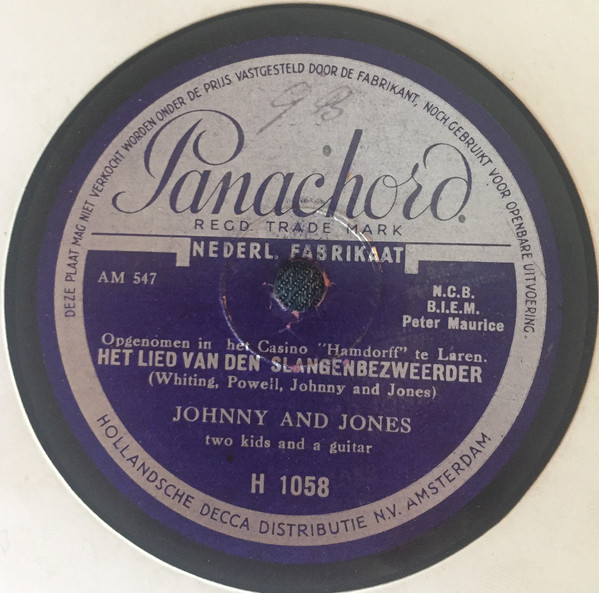 DEZE PLAAT MAG NIET VERKOCHT WORDEN ONDER DE PRIJS VASTGESTELD DOOR DE FABRIKANT, NOCH GEBRUIKT VOOR OPENBARE UITVOERING.
GB
Panachord.
REGD. TRADE MARK
NEDERL. FABRIKAAT
AM 547
N.C.B.
B.I.E.M.
Peter Maurice
Opgenomen in het Casino "Hamdorff" te Laren.
HET LIED VAN DEN SLANGENBEZWEERDER
(Whiting, Powell, Johnny and Jones)
JOHNNY AND JONES
two kids and a guitar
H 1058
HOLLANDSCHE DECCA DISTRIBUTIE N.V. AMSTERDAM